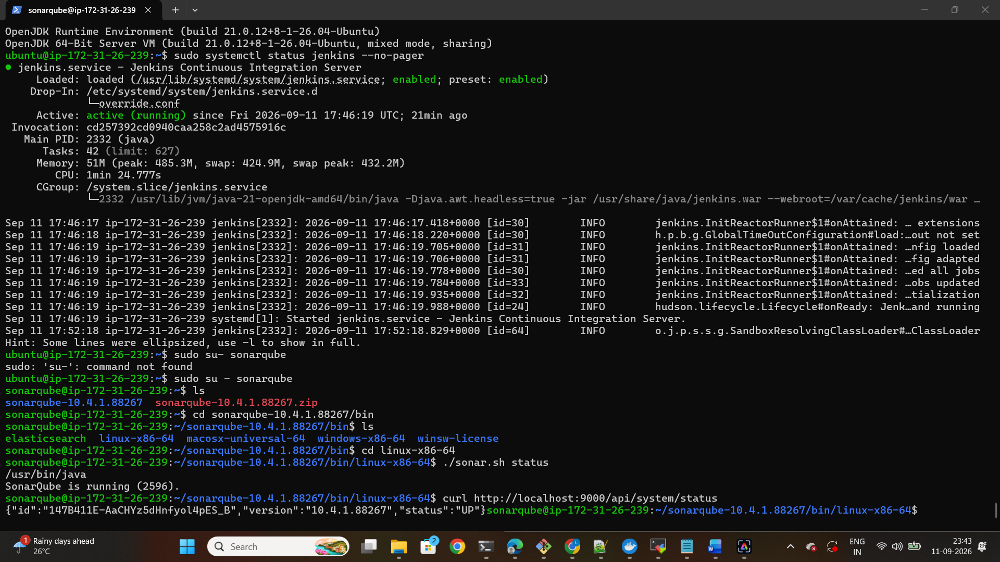 sonarqube@ip-172-31-26-239
OpenJDK Runtime Environment (build 21.0.12+8-1-26.04-Ubuntu)
OpenJDK 64-Bit Server VM (build 21.0.12+8-1-26.04-Ubuntu, mixed mode, sharing)
ubuntu@ip-172-31-26-239:~$ sudo systemctl status jenkins --no-pager
● jenkins.service - Jenkins Continuous Integration Server
Loaded: loaded (/usr/lib/systemd/system/jenkins.service; enabled; preset: enabled)
Drop-In: /etc/systemd/system/jenkins.service.d
└─override.conf
Active: active (running) since Fri 2026-09-11 17:46:19 UTC; 21min ago
Invocation: cd257392cd0940caa258c2ad4575916c
Main PID: 2332 (java)
Tasks: 42 (limit: 627)
Memory: 51M (peak: 485.3M, swap: 424.9M, swap peak: 432.2M)
CPU: 1min 24.777s
CGroup: /system.slice/jenkins.service
└─2332 /usr/lib/jvm/java-21-openjdk-amd64/bin/java -Djava.awt.headless=true -jar /usr/share/java/jenkins.war --webroot=/var/cache/jenkins/war …
Sep 11 17:46:17 ip-172-31-26-239 jenkins[2332]: 2026-09-11 17:46:17.418+0000 [id=30] INFO jenkins.InitReactorRunner$1#onAttained: … extensions
Sep 11 17:46:18 ip-172-31-26-239 jenkins[2332]: 2026-09-11 17:46:18.220+0000 [id=30] INFO h.p.b.g.GlobalTimeOutConfiguration#load:…out not set
Sep 11 17:46:19 ip-172-31-26-239 jenkins[2332]: 2026-09-11 17:46:19.705+0000 [id=31] INFO jenkins.InitReactorRunner$1#onAttained: …nfig loaded
Sep 11 17:46:19 ip-172-31-26-239 jenkins[2332]: 2026-09-11 17:46:19.706+0000 [id=31] INFO jenkins.InitReactorRunner$1#onAttained: …fig adapted
Sep 11 17:46:19 ip-172-31-26-239 jenkins[2332]: 2026-09-11 17:46:19.778+0000 [id=30] INFO jenkins.InitReactorRunner$1#onAttained: …ed all jobs
Sep 11 17:46:19 ip-172-31-26-239 jenkins[2332]: 2026-09-11 17:46:19.784+0000 [id=33] INFO jenkins.InitReactorRunner$1#onAttained: …obs updated
Sep 11 17:46:19 ip-172-31-26-239 jenkins[2332]: 2026-09-11 17:46:19.935+0000 [id=32] INFO jenkins.InitReactorRunner$1#onAttained: …tialization
Sep 11 17:46:19 ip-172-31-26-239 jenkins[2332]: 2026-09-11 17:46:19.988+0000 [id=24] INFO hudson.lifecycle.Lifecycle#onReady: Jenk…and running
Sep 11 17:46:19 ip-172-31-26-239 systemd[1]: Started jenkins.service - Jenkins Continuous Integration Server.
Sep 11 17:52:18 ip-172-31-26-239 jenkins[2332]: 2026-09-11 17:52:18.829+0000 [id=64] INFO o.j.p.s.s.g.SandboxResolvingClassLoader#…ClassLoader
Hint: Some lines were ellipsized, use -l to show in full.
ubuntu@ip-172-31-26-239:~$ sudo su- sonarqube
sudo: 'su-': command not found
ubuntu@ip-172-31-26-239:~$ sudo su - sonarqube
sonarqube@ip-172-31-26-239:~$ ls
sonarqube-10.4.1.88267 sonarqube-10.4.1.88267.zip
sonarqube@ip-172-31-26-239:~$ cd sonarqube-10.4.1.88267/bin
sonarqube@ip-172-31-26-239:~/sonarqube-10.4.1.88267/bin$ ls
elasticsearch linux-x86-64 macosx-universal-64 windows-x86-64 winsw-license
sonarqube@ip-172-31-26-239:~/sonarqube-10.4.1.88267/bin$ cd linux-x86-64
sonarqube@ip-172-31-26-239:~/sonarqube-10.4.1.88267/bin/linux-x86-64$ ./sonar.sh status
/usr/bin/java
SonarQube is running (2596).
sonarqube@ip-172-31-26-239:~/sonarqube-10.4.1.88267/bin/linux-x86-64$ curl http://localhost:9000/api/system/status
{"id":"147B411E-AaCHYz5dHnfyol4pES_B","version":"10.4.1.88267","status":"UP"}sonarqube@ip-172-31-26-239:~/sonarqube-10.4.1.88267/bin/linux-x86-64$
1
Rainy days ahead
26°C
Search
2
L
W
ENG
IN
23:43
11-09-2026